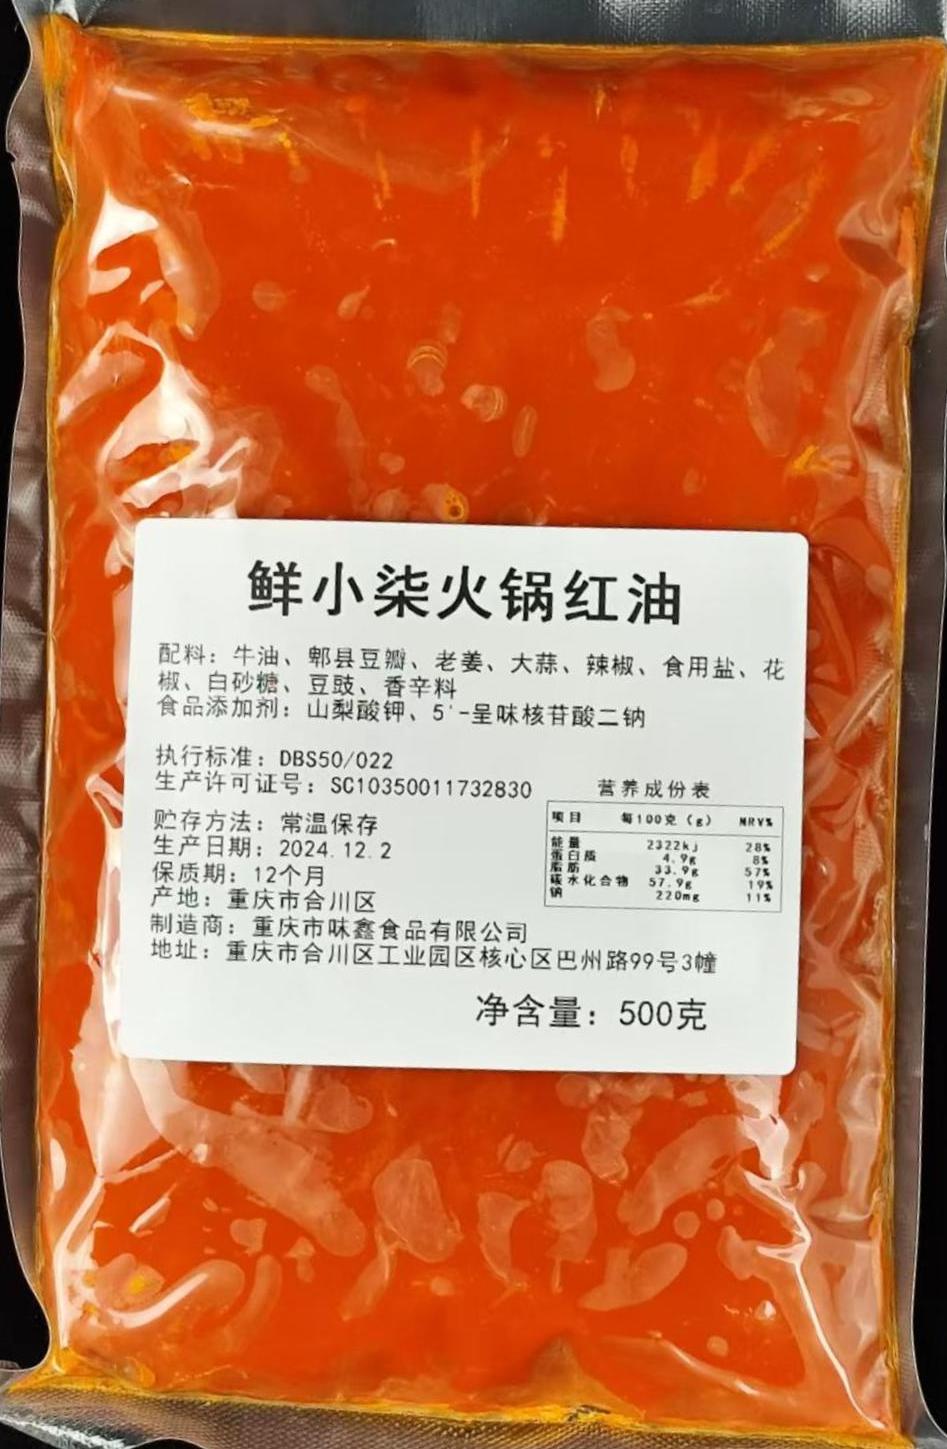 鲜小柒火锅红油
配料：牛油、郫县豆瓣、老姜、大蒜、辣椒、食用盐、花
椒、白砂糖、豆豉、香辛料
食品添加剂：山梨酸钾、5'-呈味核苷酸二钠
执行标准：DBS50/022
生产许可证号：SC10350011732830
贮存方法：常温保存
生产日期：2024.12.2
保质期：12个月
产地：重庆市合川区
制造商：重庆市味鑫食品有限公司
地址：重庆市合川区工业园区核心区巴州路99号3幢
营养成份表
项目 每100克（g） NRV%
能量 2322kj 28%
蛋白质 4.9g 8%
脂肪 33.9g 57%
碳水化合物 57.9g 19%
钠 220mg 11%
净含量：500克